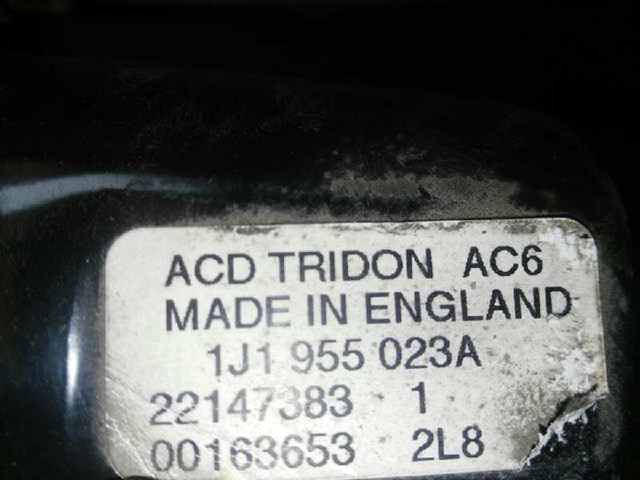 ACD TRIDON AC6
MADE IN ENGLAND
1J1 955 023A
22147383 1
00163653 2L8